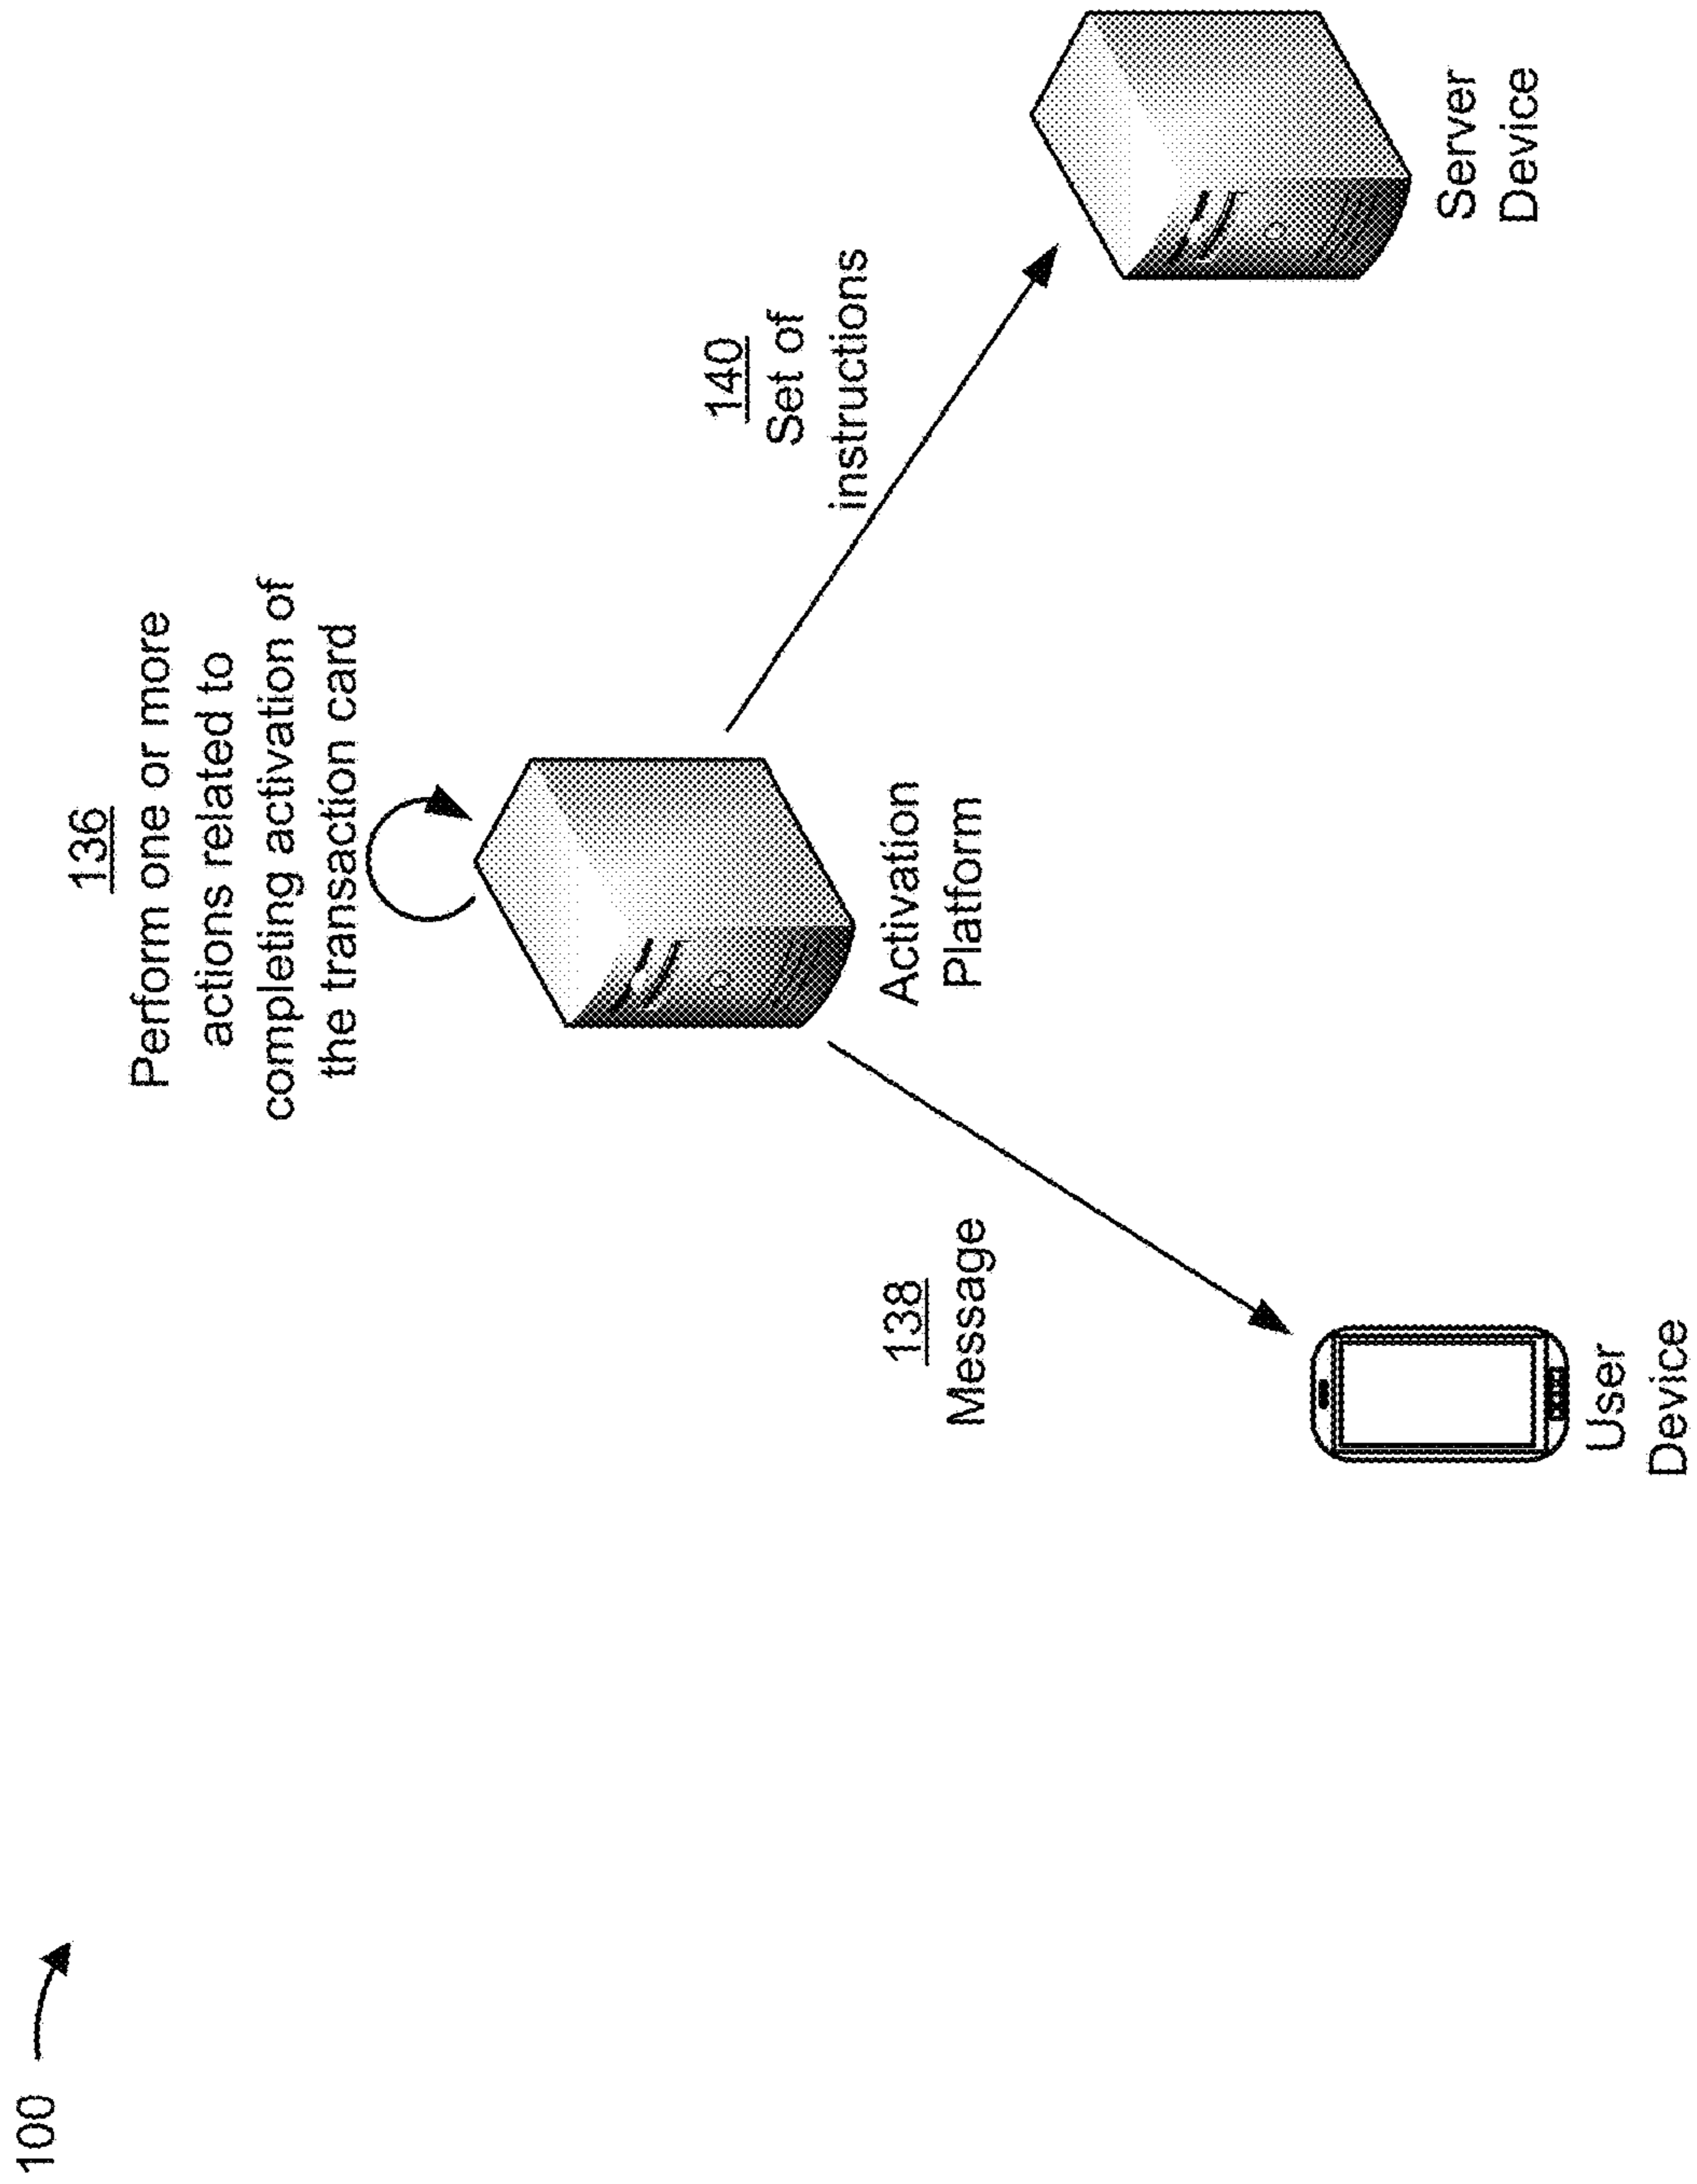 100
136
Perform one or more
actions related to
completing activation of
the transaction card
140
Set of
instructions
138
Message
Activation
Platform
User
Device
Server
Device